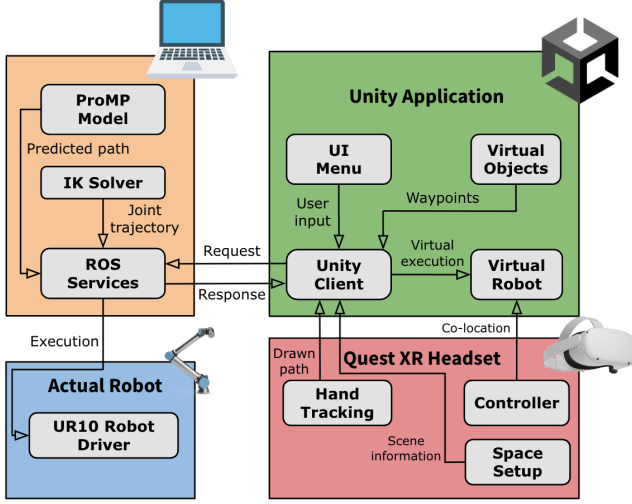 ProMP
Model
Predicted path
IK Solver
Joint
trajectory
ROS
Services
Request
Response
Execution
Actual Robot
UR10 Robot
Driver
Unity Application
UI
Menu
Virtual
Objects
User
input
Waypoints
Unity
Client
Virtual
execution
Virtual
Robot
Co-location
Quest XR Headset
Drawn
path
Hand
Tracking
Controller
Scene
information
Space
Setup